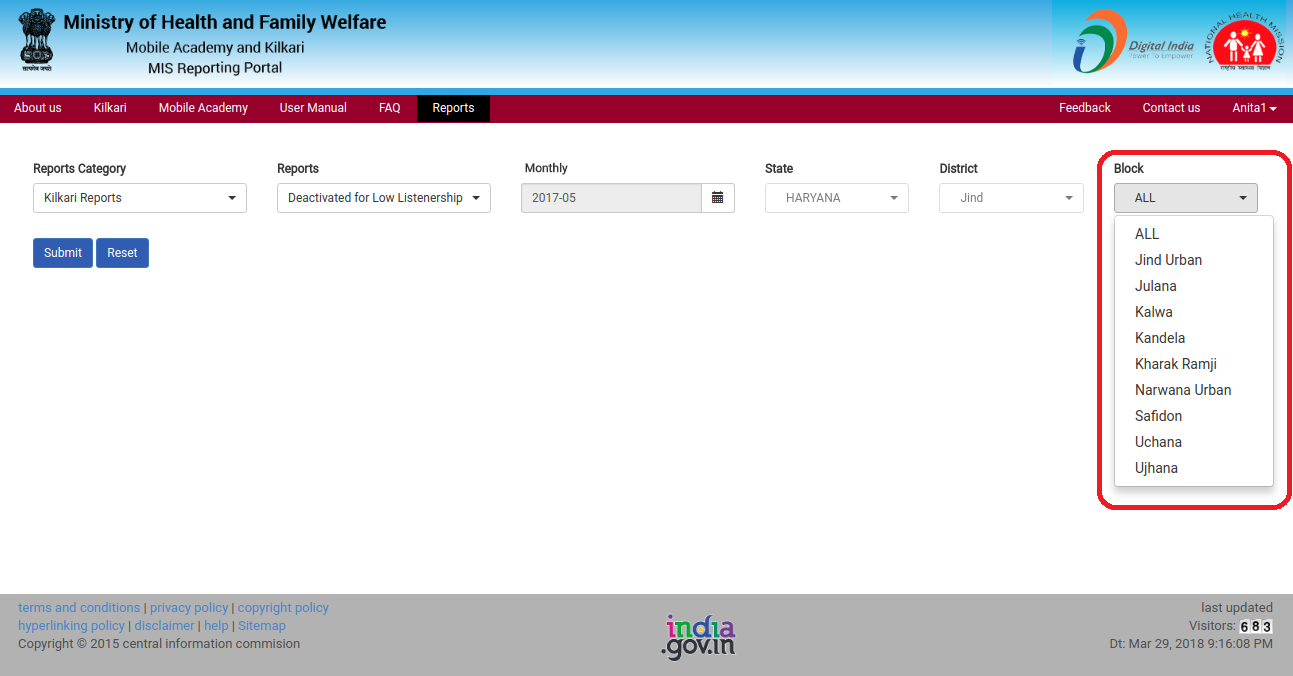 Ministry of Health and Family Welfare
Mobile Academy and Kilkari
MIS Reporting Portal
सत्यमेव जयते
Digital India
Power To Empower
NATIONAL HEALTH MISSION
राष्ट्रीय स्वास्थ्य मिशन
About us Kilkari Mobile Academy User Manual FAQ Reports Feedback Contact us Anita1
Reports Category Reports Monthly State District Block
Kilkari Reports Deactivated for Low Listenership 2017-05 HARYANA Jind ALL
Submit Reset
ALL
Jind Urban
Julana
Kalwa
Kandela
Kharak Ramji
Narwana Urban
Safidon
Uchana
Ujhana
terms and conditions | privacy policy | copyright policy
hyperlinking policy | disclaimer | help | Sitemap
Copyright © 2015 central information commision
india
.gov.in
last updated
Visitors: 683
Dt: Mar 29, 2018 9:16:08 PM